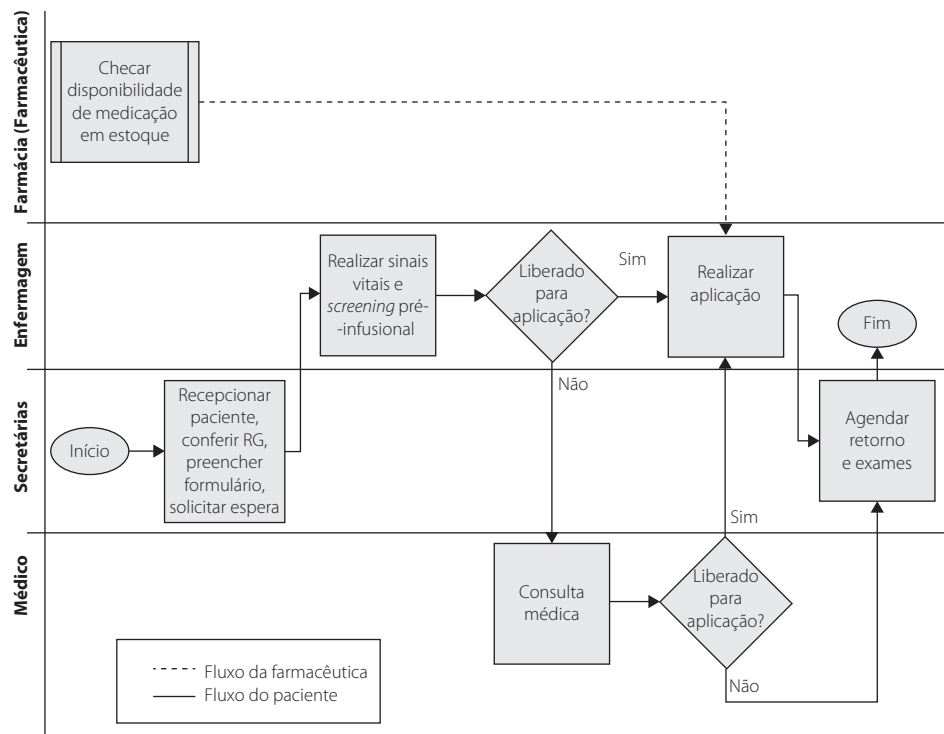 Farmácia (Farmacêutica)
Checar
disponibilidade
de medicação
em estoque
Enfermagem
Realizar sinais
vitais e
screening pré-
-infusional
Liberado
para
aplicação?
Sim
Realizar
aplicação
Fim
Não
Secretárias
Início
Recepcionar
paciente,
conferir RG,
preencher
formulário,
solicitar espera
Agendar
retorno
e exames
Sim
Médico
Consulta
médica
Liberado
para
aplicação?
Não
Fluxo da farmacêutica
Fluxo do paciente